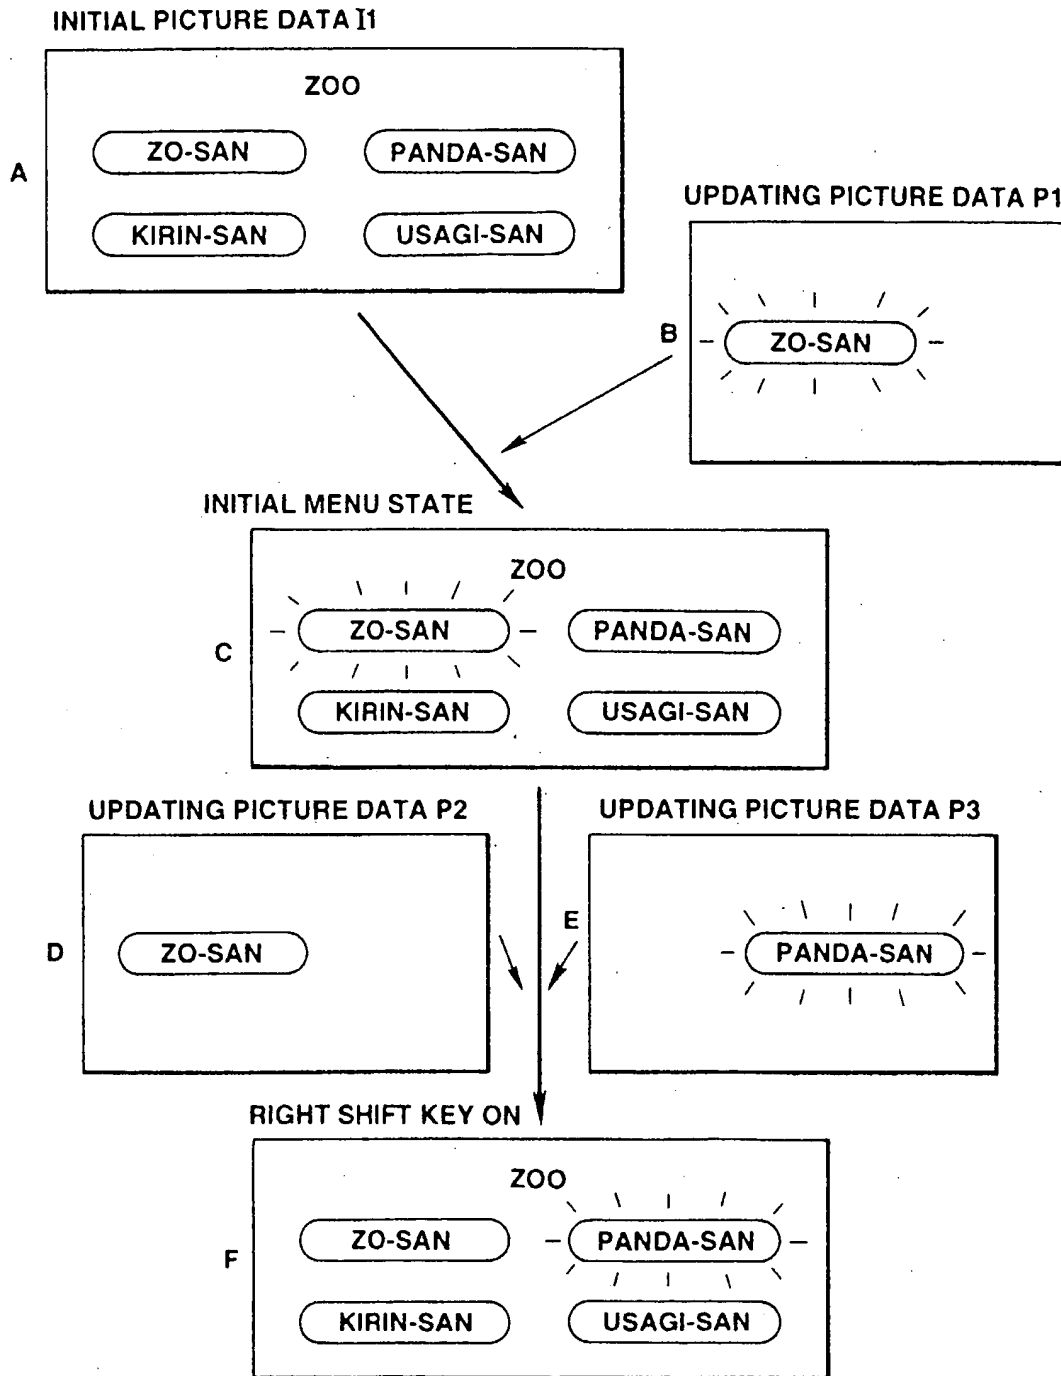 INITIAL PICTURE DATA I1
A
ZOO
ZO-SAN PANDA-SAN
KIRIN-SAN USAGI-SAN
UPDATING PICTURE DATA P1
B
ZO-SAN
INITIAL MENU STATE
C
ZOO
ZO-SAN PANDA-SAN
KIRIN-SAN USAGI-SAN
UPDATING PICTURE DATA P2
D
ZO-SAN
UPDATING PICTURE DATA P3
E
PANDA-SAN
RIGHT SHIFT KEY ON
F
ZOO
ZO-SAN PANDA-SAN
KIRIN-SAN USAGI-SAN